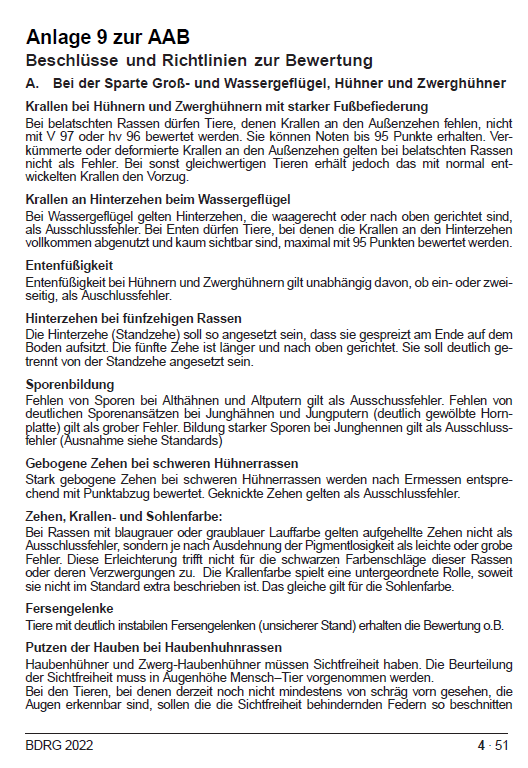 Anlage 9 zur AAB
Beschlüsse und Richtlinien zur Bewertung
A. Bei der Sparte Groß- und Wassergeflügel, Hühner und Zwerghühner
Krallen bei Hühnern und Zwerghühnern mit starker Fußbefiederung
Bei belatschten Rassen dürfen Tiere, denen Krallen an den Außenzehen fehlen, nicht
mit V 97 oder hv 96 bewertet werden. Sie können Noten bis 95 Punkte erhalten. Ver-
kümmerte oder deformierte Krallen an den Außenzehen gelten bei belatschten Rassen
nicht als Fehler. Bei sonst gleichwertigen Tieren erhält jedoch das mit normal ent-
wickelten Krallen den Vorzug.
Krallen an Hinterzehen beim Wassergeflügel
Bei Wassergeflügel gelten Hinterzehen, die waagerecht oder nach oben gerichtet sind,
als Ausschlussfehler. Bei Enten dürfen Tiere, bei denen die Krallen an den Hinterzehen
vollkommen abgenutzt und kaum sichtbar sind, maximal mit 95 Punkten bewertet werden.
Entenfüßigkeit
Entenfüßigkeit bei Hühnern und Zwerghühnern gilt unabhängig davon, ob ein- oder zwei-
seitig, als Auschlussfehler.
Hinterzehen bei fünfzehigen Rassen
Die Hinterzehe (Standzehe) soll so angesetzt sein, dass sie gespreizt am Ende auf dem
Boden aufsitzt. Die fünfte Zehe ist länger und nach oben gerichtet. Sie soll deutlich ge-
trennt von der Standzehe angesetzt sein.
Sporenbildung
Fehlen von Sporen bei Althähnen und Altputern gilt als Ausschussfehler. Fehlen von
deutlichen Sporenansätzen bei Junghähnen und Jungputern (deutlich gewölbte Horn-
platte) gilt als grober Fehler. Bildung starker Sporen bei Junghennen gilt als Ausschluss-
fehler (Ausnahme siehe Standards)
Gebogene Zehen bei schweren Hühnerrassen
Stark gebogene Zehen bei schweren Hühnerrassen werden nach Ermessen entspre-
chend mit Punktabzug bewertet. Geknickte Zehen gelten als Ausschlussfehler.
Zehen, Krallen- und Sohlenfarbe:
Bei Rassen mit blaugrauer oder graublauer Lauffarbe gelten aufgehellte Zehen nicht als
Ausschlussfehler, sondern je nach Ausdehnung der Pigmentlosigkeit als leichte oder grobe
Fehler. Diese Erleichterung trifft nicht für die schwarzen Farbenschläge dieser Rassen
oder deren Verzwergungen zu. Die Krallenfarbe spielt eine untergeordnete Rolle, soweit
sie nicht im Standard extra beschrieben ist. Das gleiche gilt für die Sohlenfarbe.
Fersengelenke
Tiere mit deutlich instabilen Fersengelenken (unsicherer Stand) erhalten die Bewertung o.B.
Putzen der Hauben bei Haubenhuhnrassen
Haubenhühner und Zwerg-Haubenhühner müssen Sichtfreiheit haben. Die Beurteilung
der Sichtfreiheit muss in Augenhöhe Mensch–Tier vorgenommen werden.
Bei den Tieren, bei denen derzeit noch nicht mindestens von schräg vorn gesehen, die
Augen erkennbar sind, sollen die die Sichtfreiheit behindernden Federn so beschnitten
BDRG 2022
4 · 51